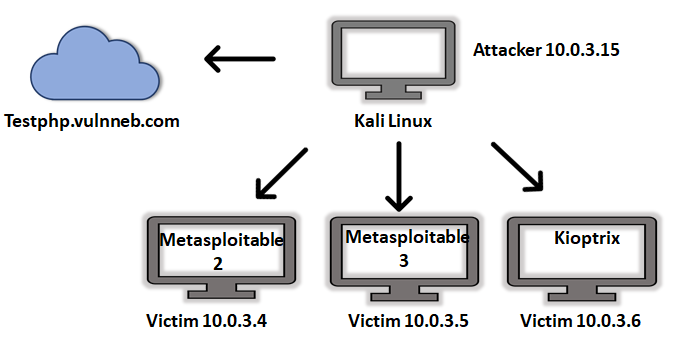 Attacker 10.0.3.15
Testphp.vulnneb.com
Kali Linux
Metasploitable
2
Metasploitable
3
Kioptrix
Victim 10.0.3.4
Victim 10.0.3.5
Victim 10.0.3.6